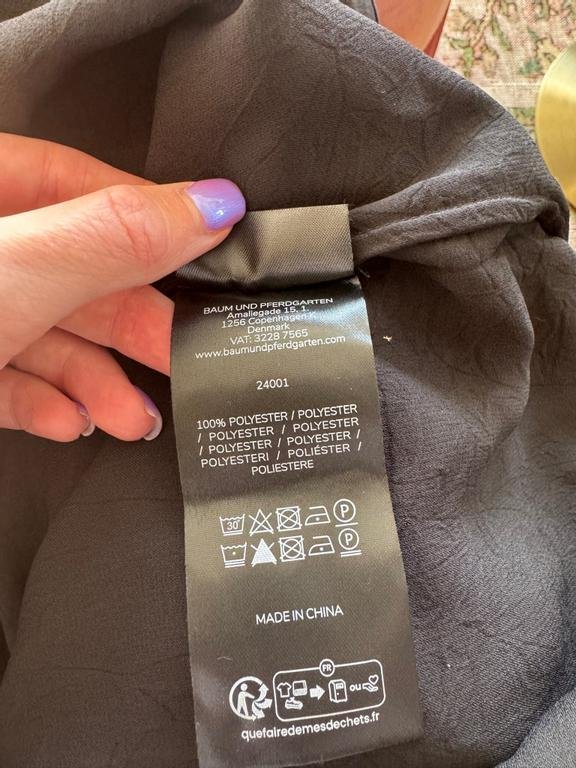 BAUM UND PFERDGARTEN
Amaliegade 15, 1.
1256 Copenhagen K
Denmark
VAT: 3228 7565
www.baumundpferdgarten.com
24001
100% POLYESTER / POLYESTER
/ POLYESTER / POLYESTER
/ POLYESTER / POLYESTER
POLYESTERI / POLIÉSTER /
POLIESTERE
30° P
P
MADE IN CHINA
FR
ou
quefairedemesdechets.fr